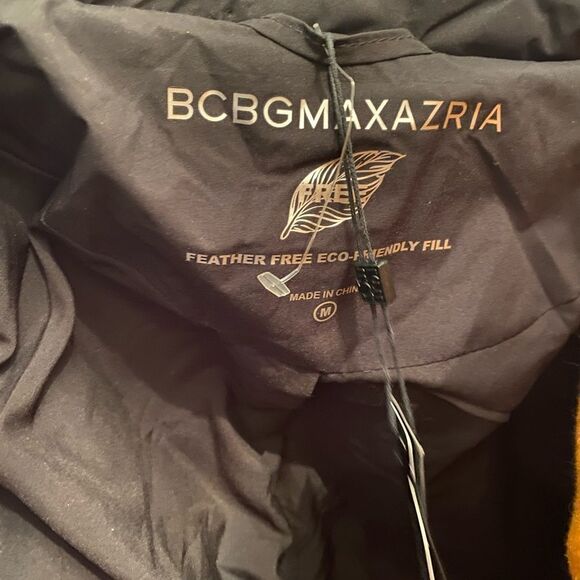 BCBGMAXAZRIA
FREE
FEATHER FREE ECO-FRIENDLY FILL
MADE IN CHINA
M